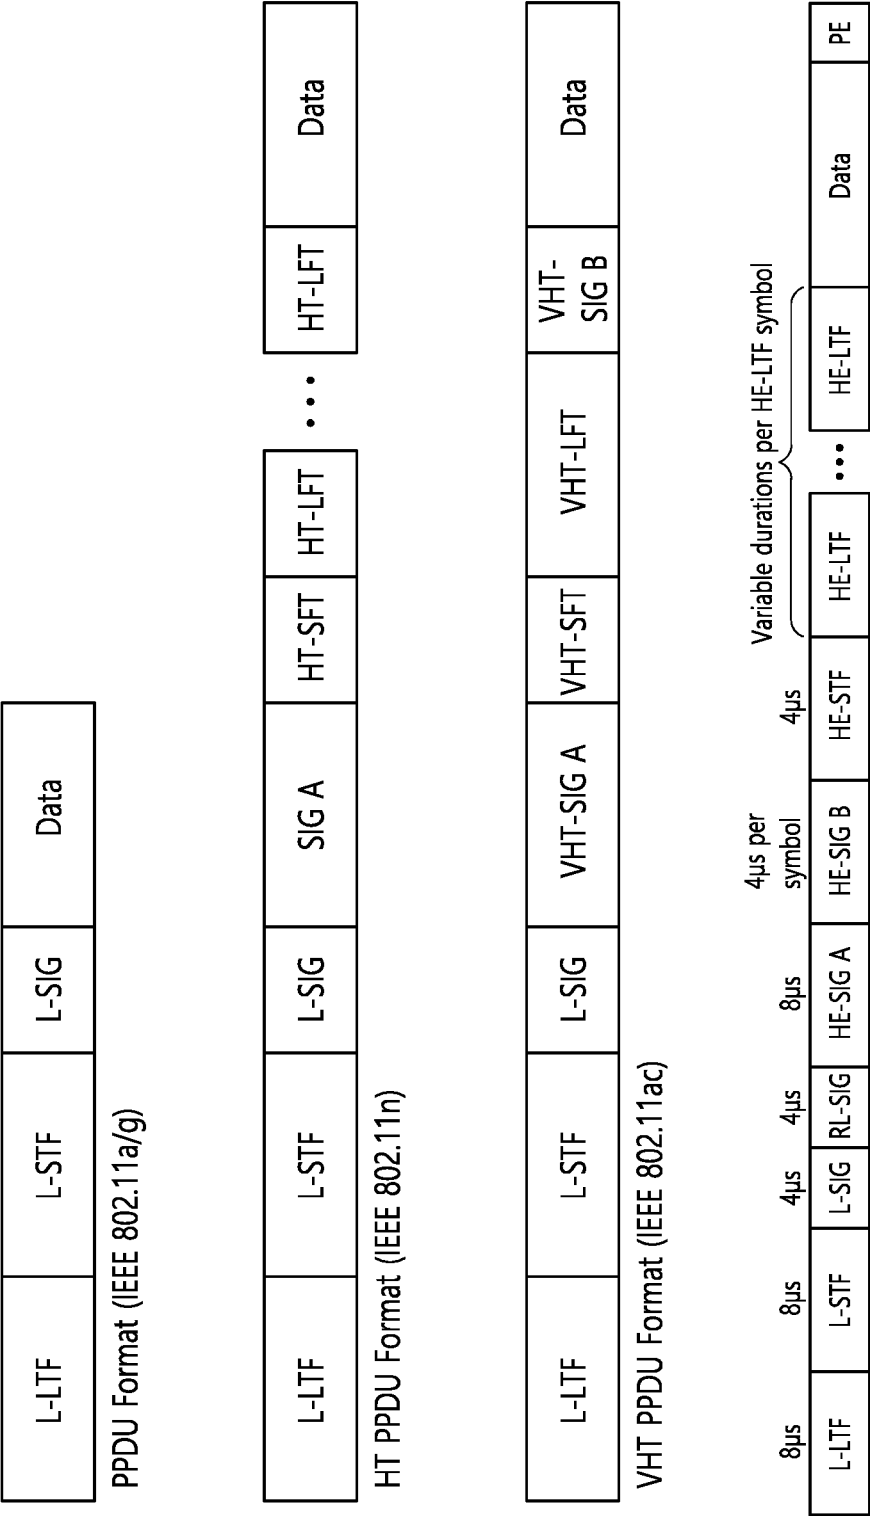 L-LTF
L-STF
L-SIG
Data
PPDU Format (IEEE 802.11a/g)
L-LTF
L-STF
L-SIG
SIG A
HT-SFT
HT-LFT
•••
HT-LFT
Data
HT PPDU Format (IEEE 802.11n)
L-LTF
L-STF
L-SIG
VHT-SIG A
VHT-SFT
VHT-LFT
VHT-
SIG B
Data
VHT PPDU Format (IEEE 802.11ac)
8μs
8μs
4μs
4μs
8μs
4μs per
symbol
4μs
Variable durations per HE-LTF symbol
L-LTF
L-STF
L-SIG
RL-SIG
HE-SIG A
HE-SIG B
HE-STF
HE-LTF
•••
HE-LTF
Data
PE